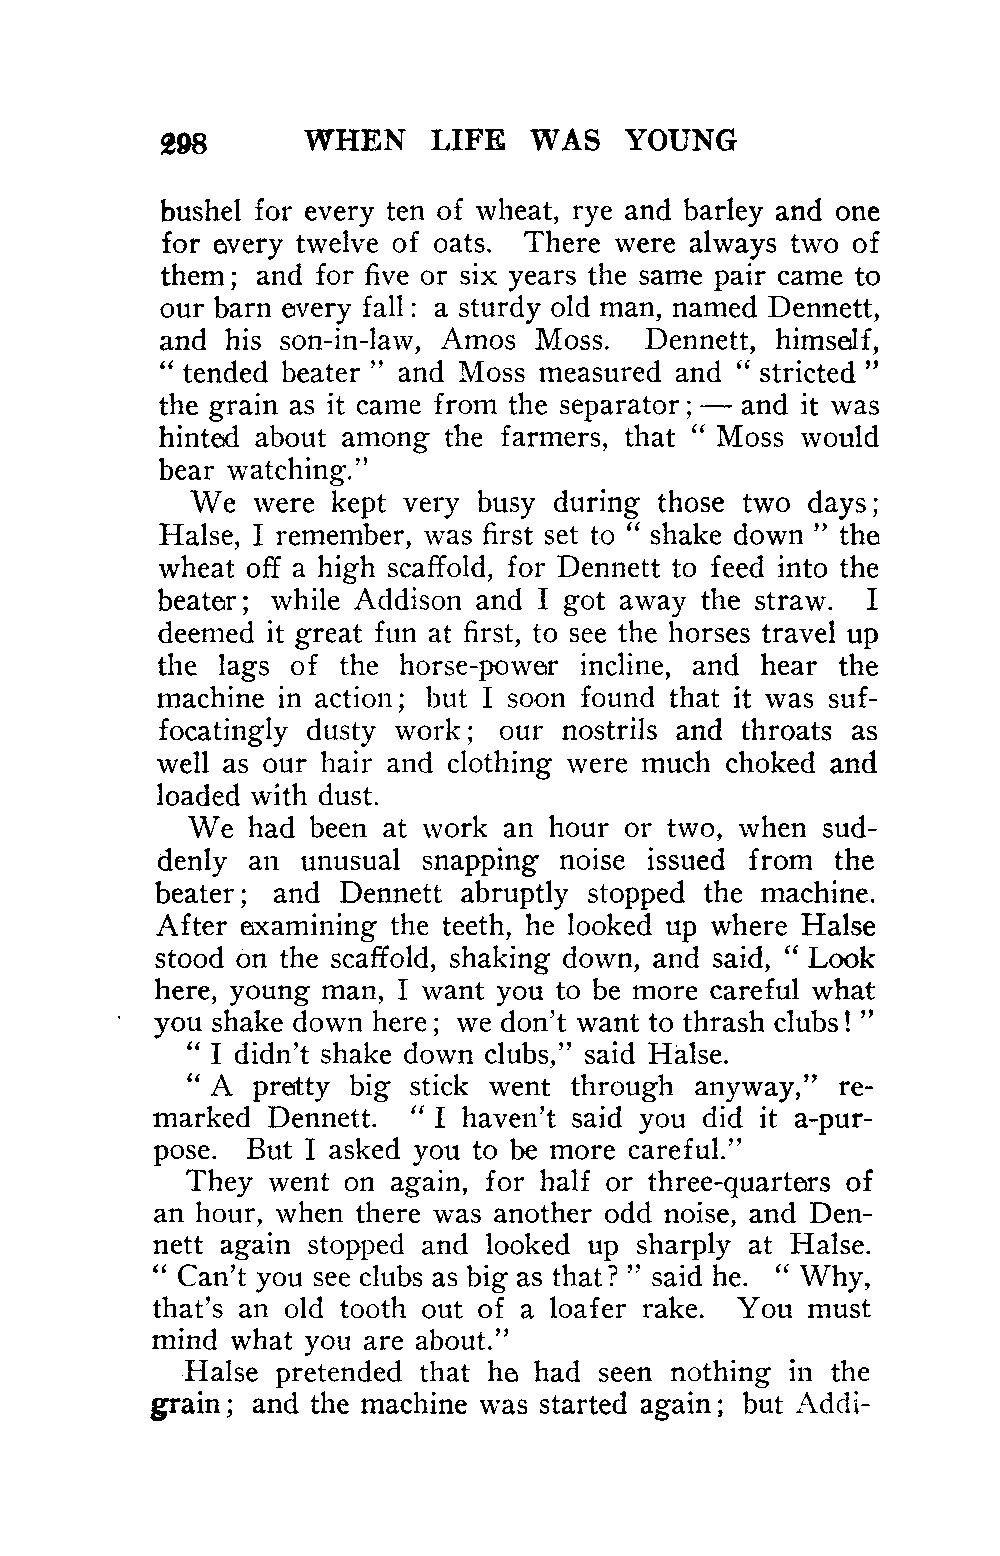 298 WHEN LIFE WAS YOUNG
bushel for every ten of wheat, rye and barley and one
for every twelve of oats. There were always two of
them; and for five or six years the same pair came to
our barn every fall: a sturdy old man, named Dennett,
and his son-in-law, Amos Moss. Dennett, himself,
“ tended beater ” and Moss measured and “ stricted ”
the grain as it came from the separator; — and it was
hinted about among the farmers, that “ Moss would
bear watching.”
We were kept very busy during those two days;
Halse, I remember, was first set to “ shake down ” the
wheat off a high scaffold, for Dennett to feed into the
beater; while Addison and I got away the straw. I
deemed it great fun at first, to see the horses travel up
the lags of the horse-power incline, and hear the
machine in action; but I soon found that it was suf-
focatingly dusty work; our nostrils and throats as
well as our hair and clothing were much choked and
loaded with dust.
We had been at work an hour or two, when sud-
denly an unusual snapping noise issued from the
beater; and Dennett abruptly stopped the machine.
After examining the teeth, he looked up where Halse
stood on the scaffold, shaking down, and said, “ Look
here, young man, I want you to be more careful what
you shake down here; we don’t want to thrash clubs! ”
“ I didn’t shake down clubs,” said Halse.
“ A pretty big stick went through anyway,” re-
marked Dennett. “ I haven’t said you did it a-pur-
pose. But I asked you to be more careful.”
They went on again, for half or three-quarters of
an hour, when there was another odd noise, and Den-
nett again stopped and looked up sharply at Halse.
“ Can’t you see clubs as big as that? ” said he. “ Why,
that’s an old tooth out of a loafer rake. You must
mind what you are about.”
Halse pretended that he had seen nothing in the
grain; and the machine was started again; but Addi-